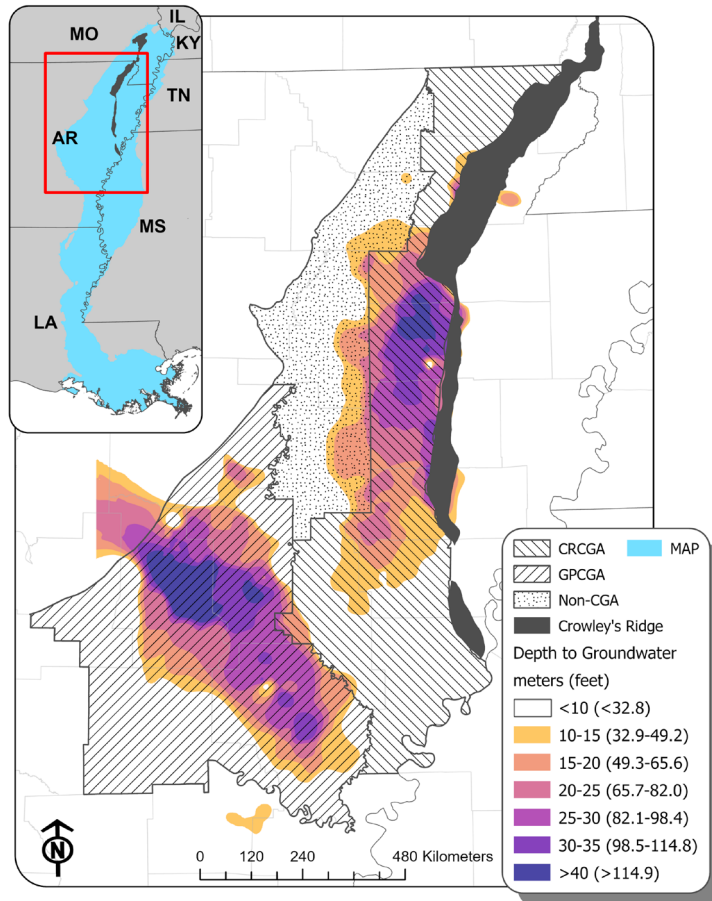 IL
MO
KY
TN
AR
MS
LA
CRCGA MAP
GPCGA
Non-CGA
Crowley's Ridge
Depth to Groundwater
meters (feet)
<10 (<32.8)
10-15 (32.9-49.2)
15-20 (49.3-65.6)
20-25 (65.7-82.0)
25-30 (82.1-98.4)
30-35 (98.5-114.8)
>40 (>114.9)
N
0 120 240 480 Kilometers